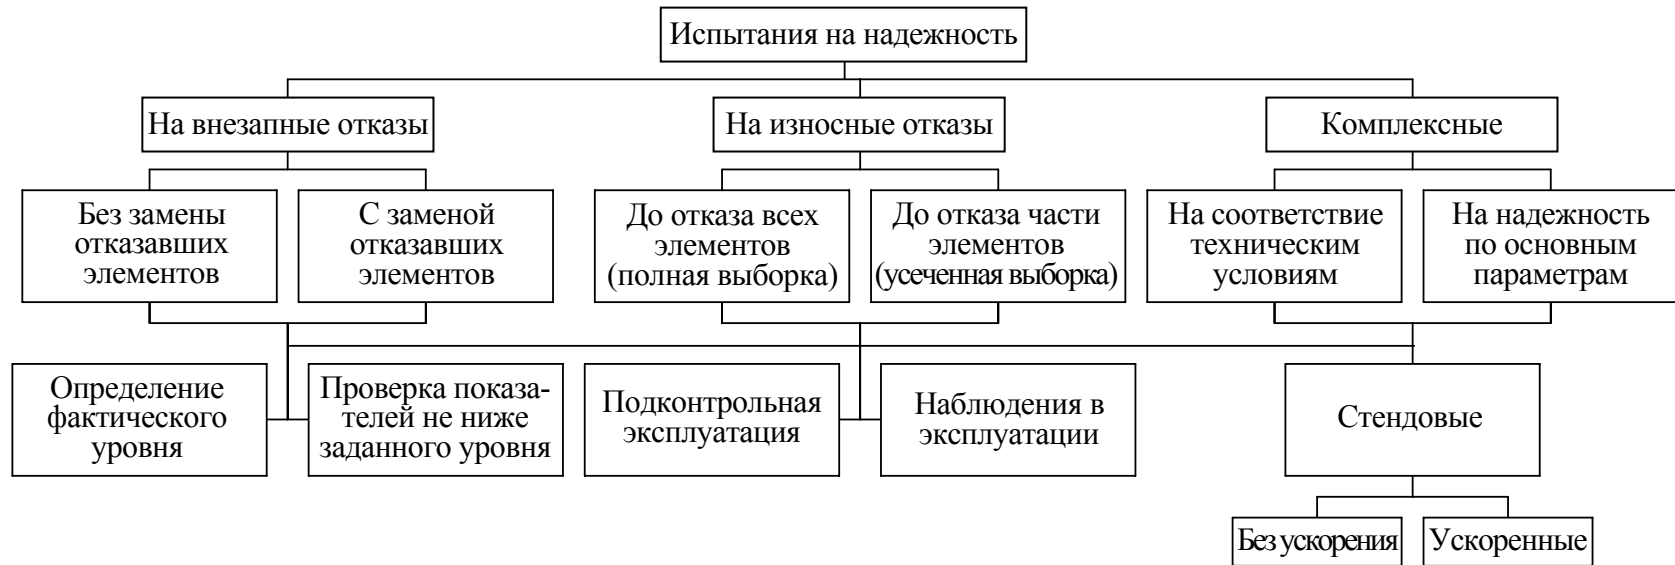 Испытания на надежность
На внезапные отказы
На износные отказы
Комплексные
Без замены
отказавших
элементов
С заменой
отказавших
элементов
До отказа всех
элементов
(полная выборка)
До отказа части
элементов
(усеченная выборка)
На соответствие
техническим
условиям
На надежность
по основным
параметрам
Определение
фактического
уровня
Проверка показа-
телей не ниже
заданного уровня
Подконтрольная
эксплуатация
Наблюдения в
эксплуатации
Стендовые
Без ускорения
Ускоренные